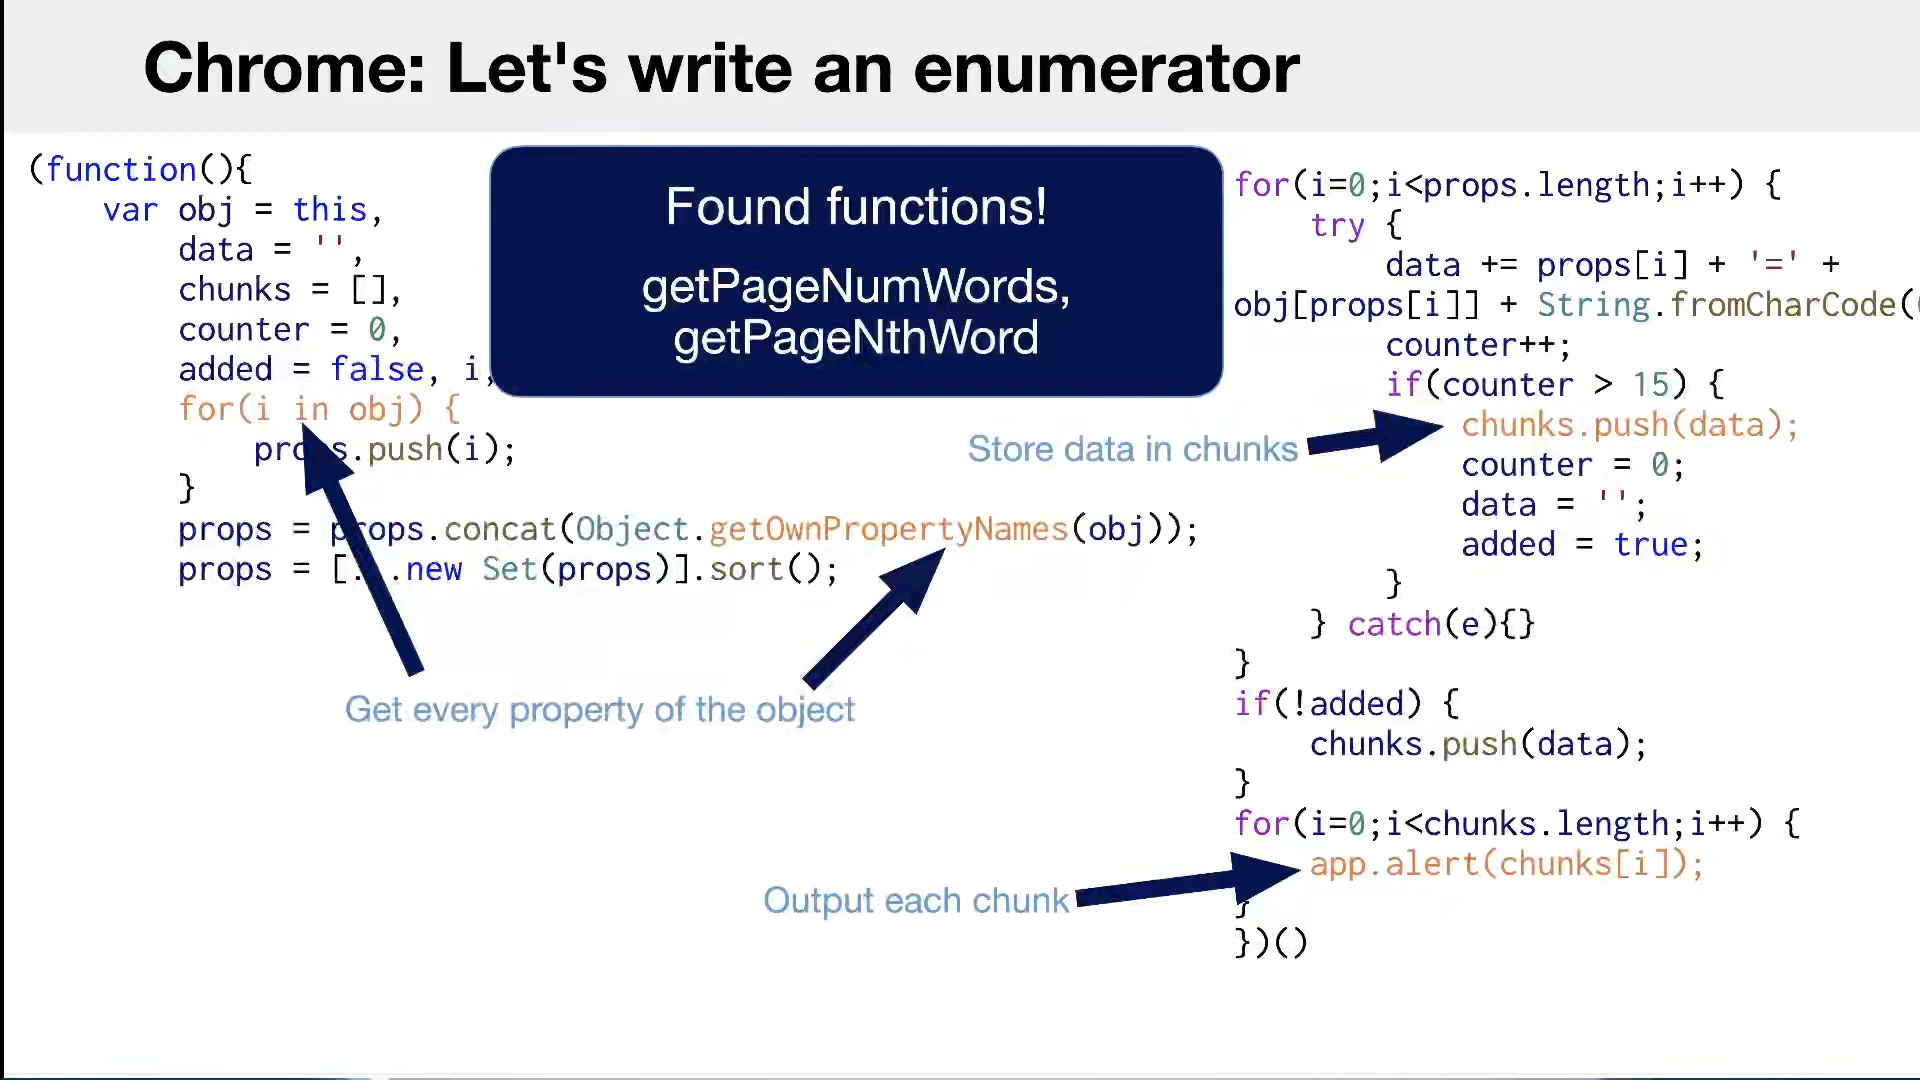 Chrome: Let's write an enumerator
(function(){
var obj = this,
data = '',
chunks = [],
counter = 0,
added = false, i,
for(i in obj) {
props.push(i);
}
props = props.concat(Object.getOwnPropertyNames(obj));
props = [...new Set(props)].sort();
Get every property of the object
Found functions!
getPageNumWords,
getPageNthWord
for(i=0;i<props.length;i++) {
try {
data += props[i] + '=' +
obj[props[i]] + String.fromCharCode(
counter++;
if(counter > 15) {
chunks.push(data);
counter = 0;
data = '';
added = true;
}
} catch(e){}
}
if(!added) {
chunks.push(data);
}
for(i=0;i<chunks.length;i++) {
app.alert(chunks[i]);
}
})()
Store data in chunks
Output each chunk